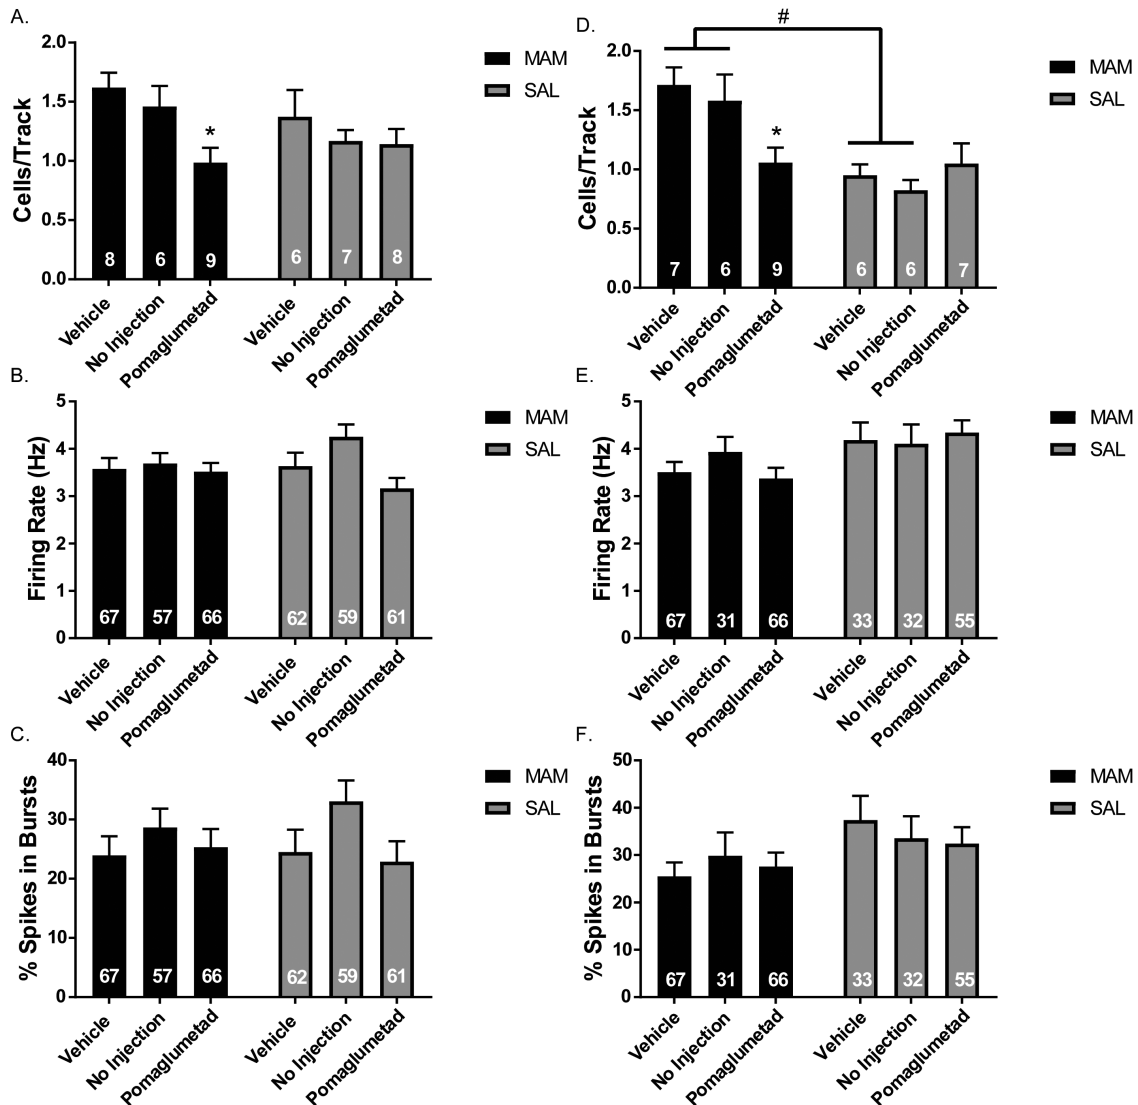 A.
2.0
1.5
1.0
0.5
0.0
Cells/Track
*
8 6 9 6 7 8
Vehicle No Injection Pomaglumetad Vehicle No Injection Pomaglumetad
MAM
SAL
D.
#
2.0
1.5
1.0
0.5
0.0
Cells/Track
*
7 6 9 6 6 7
Vehicle No Injection Pomaglumetad Vehicle No Injection Pomaglumetad
MAM
SAL
B.
5
4
3
2
1
0
Firing Rate (Hz)
67 57 66 62 59 61
Vehicle No Injection Pomaglumetad Vehicle No Injection Pomaglumetad
MAM
SAL
E.
5
4
3
2
1
0
Firing Rate (Hz)
67 31 66 33 32 55
Vehicle No Injection Pomaglumetad Vehicle No Injection Pomaglumetad
MAM
SAL
C.
40
30
20
10
0
% Spikes in Bursts
67 57 66 62 59 61
Vehicle No Injection Pomaglumetad Vehicle No Injection Pomaglumetad
MAM
SAL
F.
50
40
30
20
10
0
% Spikes in Bursts
67 31 66 33 32 55
Vehicle No Injection Pomaglumetad Vehicle No Injection Pomaglumetad
MAM
SAL